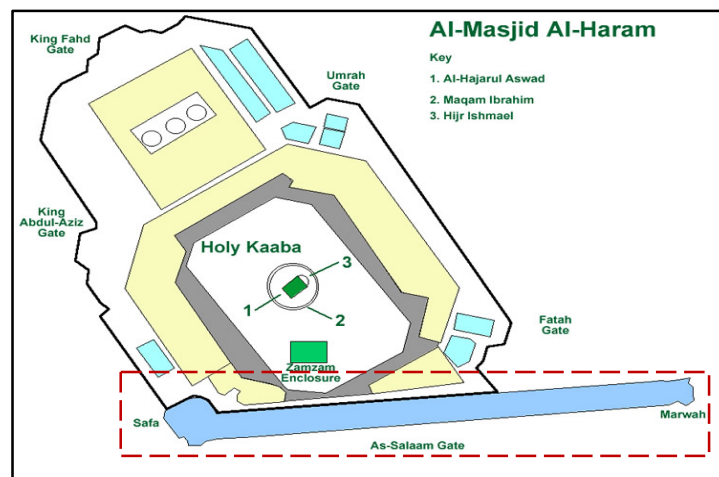 Al-Masjid Al-Haram
Key
1. Al-Hajarul Aswad
2. Maqam Ibrahim
3. Hijr Ishmael
King Fahd
Gate
Umrah
Gate
King
Abdul-Aziz
Gate
Holy Kaaba
3
1
2
Fatah
Gate
Zamzam
Enclosure
Safa
Marwah
As-Salaam Gate